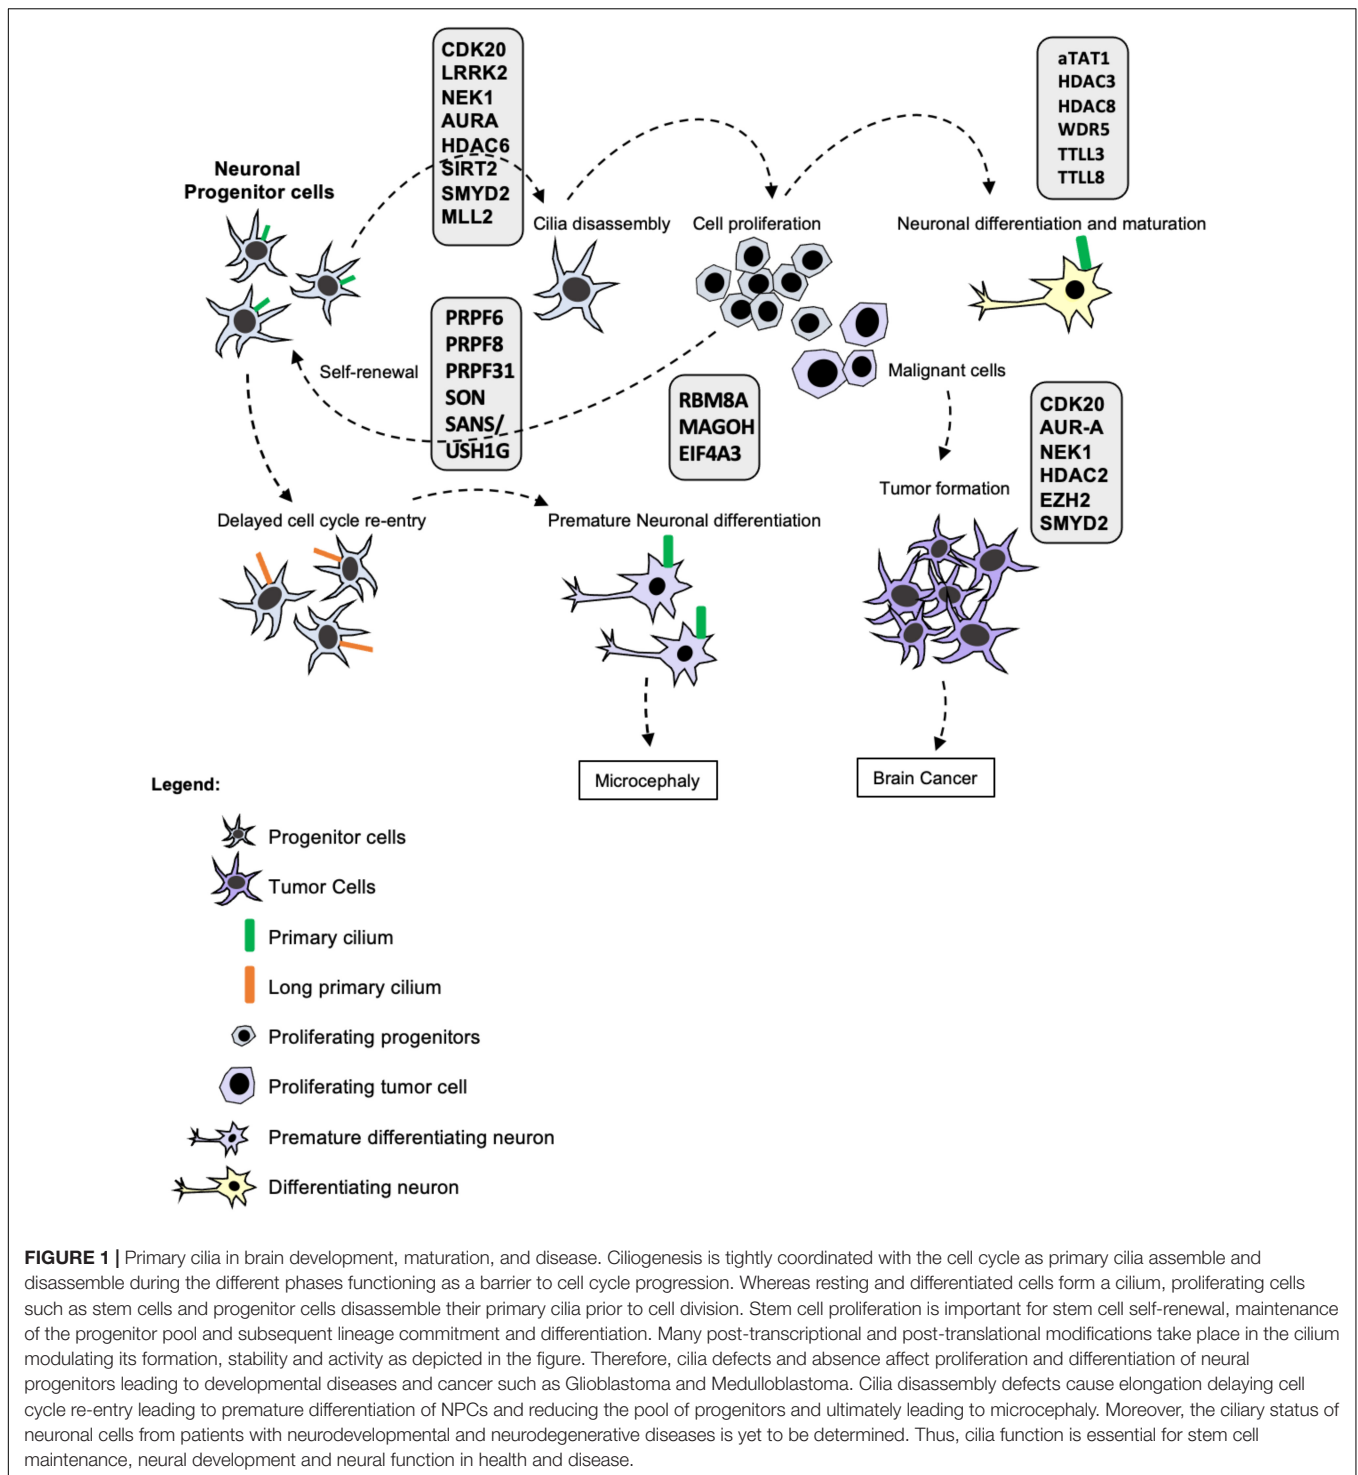 CDK20
LRRK2
NEK1
AURA
HDAC6
SIRT2
SMYD2
MLL2
aTAT1
HDAC3
HDAC8
WDR5
TTLL3
TTLL8
Neuronal
Progenitor cells
Cilia disassembly
Cell proliferation
Neuronal differentiation and maturation
PRPF6
PRPF8
PRPF31
SON
SANS/
USH1G
Self-renewal
RBM8A
MAGOH
EIF4A3
Malignant cells
CDK20
AUR-A
NEK1
HDAC2
EZH2
SMYD2
Tumor formation
Delayed cell cycle re-entry
Premature Neuronal differentiation
Microcephaly
Brain Cancer
Legend:
Progenitor cells
Tumor Cells
Primary cilium
Long primary cilium
Proliferating progenitors
Proliferating tumor cell
Premature differentiating neuron
Differentiating neuron
FIGURE 1 | Primary cilia in brain development, maturation, and disease. Ciliogenesis is tightly coordinated with the cell cycle as primary cilia assemble and
disassemble during the different phases functioning as a barrier to cell cycle progression. Whereas resting and differentiated cells form a cilium, proliferating cells
such as stem cells and progenitor cells disassemble their primary cilia prior to cell division. Stem cell proliferation is important for stem cell self-renewal, maintenance
of the progenitor pool and subsequent lineage commitment and differentiation. Many post-transcriptional and post-translational modifications take place in the cilium
modulating its formation, stability and activity as depicted in the figure. Therefore, cilia defects and absence affect proliferation and differentiation of neural
progenitors leading to developmental diseases and cancer such as Glioblastoma and Medulloblastoma. Cilia disassembly defects cause elongation delaying cell
cycle re-entry leading to premature differentiation of NPCs and reducing the pool of progenitors and ultimately leading to microcephaly. Moreover, the ciliary status of
neuronal cells from patients with neurodevelopmental and neurodegenerative diseases is yet to be determined. Thus, cilia function is essential for stem cell
maintenance, neural development and neural function in health and disease.